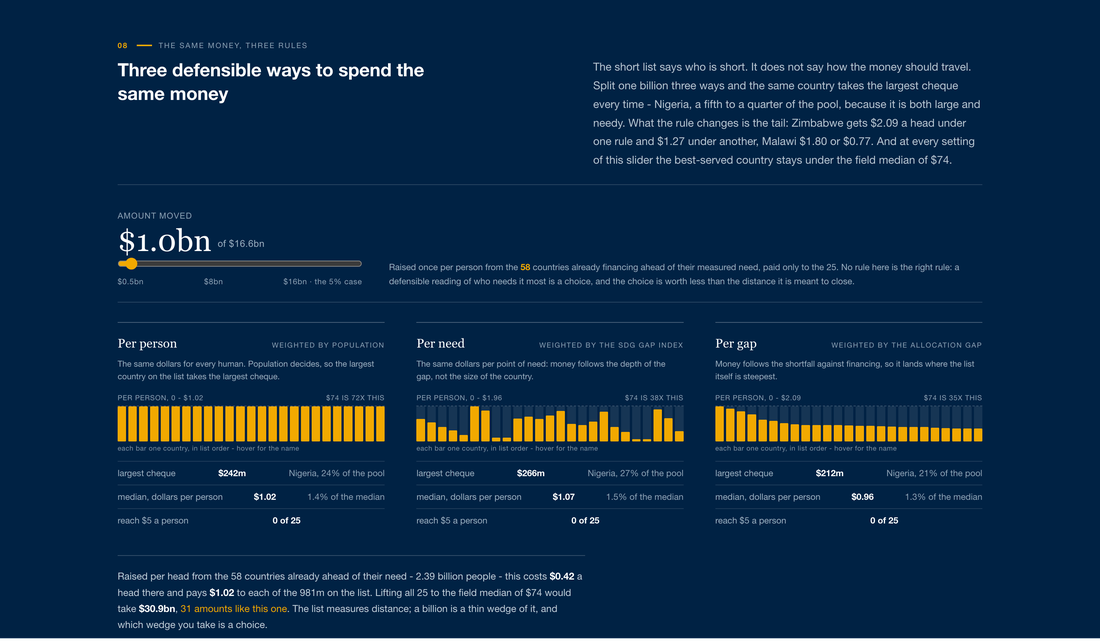 08 — THE SAME MONEY, THREE RULES
Three defensible ways to spend the
same money
The short list says who is short. It does not say how the money should travel.
Split one billion three ways and the same country takes the largest cheque
every time - Nigeria, a fifth to a quarter of the pool, because it is both large and
needy. What the rule changes is the tail: Zimbabwe gets $2.09 a head under
one rule and $1.27 under another, Malawi $1.80 or $0.77. And at every setting
of this slider the best-served country stays under the field median of $74.
AMOUNT MOVED
$1.0bn of $16.6bn
$0.5bn $8bn $16bn · the 5% case
Raised once per person from the 58 countries already financing ahead of their measured need, paid only to the 25. No rule here is the right rule: a
defensible reading of who needs it most is a choice, and the choice is worth less than the distance it is meant to close.
Per person WEIGHTED BY POPULATION
The same dollars for every human. Population decides, so the largest
country on the list takes the largest cheque.
PER PERSON, 0 - $1.02 $74 IS 72X THIS
each bar one country, in list order - hover for the name
largest cheque $242m Nigeria, 24% of the pool
median, dollars per person $1.02 1.4% of the median
reach $5 a person 0 of 25
Per need WEIGHTED BY THE SDG GAP INDEX
The same dollars per point of need: money follows the depth of the
gap, not the size of the country.
PER PERSON, 0 - $1.96 $74 IS 38X THIS
each bar one country, in list order - hover for the name
largest cheque $266m Nigeria, 27% of the pool
median, dollars per person $1.07 1.5% of the median
reach $5 a person 0 of 25
Per gap WEIGHTED BY THE ALLOCATION GAP
Money follows the shortfall against financing, so it lands where the list
itself is steepest.
PER PERSON, 0 - $2.09 $74 IS 35X THIS
each bar one country, in list order - hover for the name
largest cheque $212m Nigeria, 21% of the pool
median, dollars per person $0.96 1.3% of the median
reach $5 a person 0 of 25
Raised per head from the 58 countries already ahead of their need - 2.39 billion people - this costs $0.42 a
head there and pays $1.02 to each of the 981m on the list. Lifting all 25 to the field median of $74 would
take $30.9bn, 31 amounts like this one. The list measures distance; a billion is a thin wedge of it, and
which wedge you take is a choice.